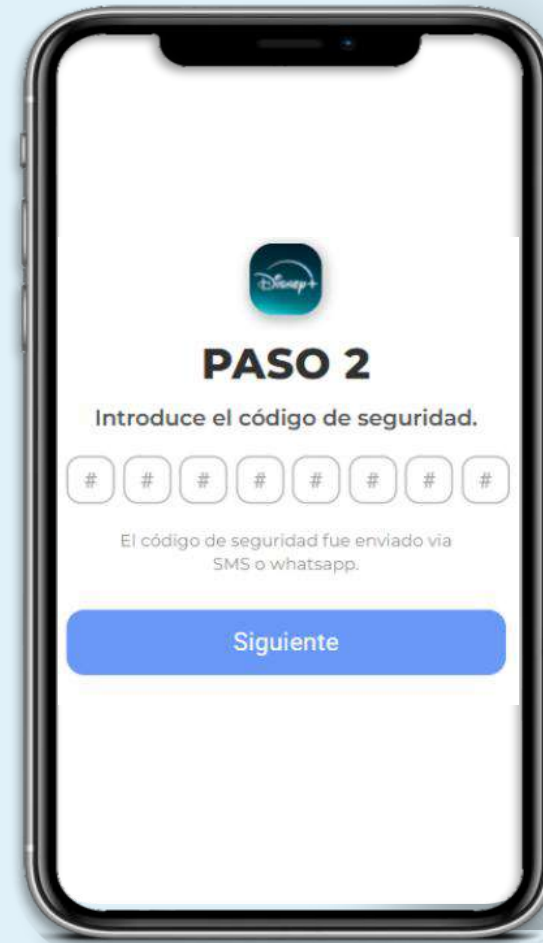 Disney+
PASO 2
Introduce el código de seguridad.
# # # # # # # #
El código de seguridad fue enviado via
SMS o whatsapp.
Siguiente